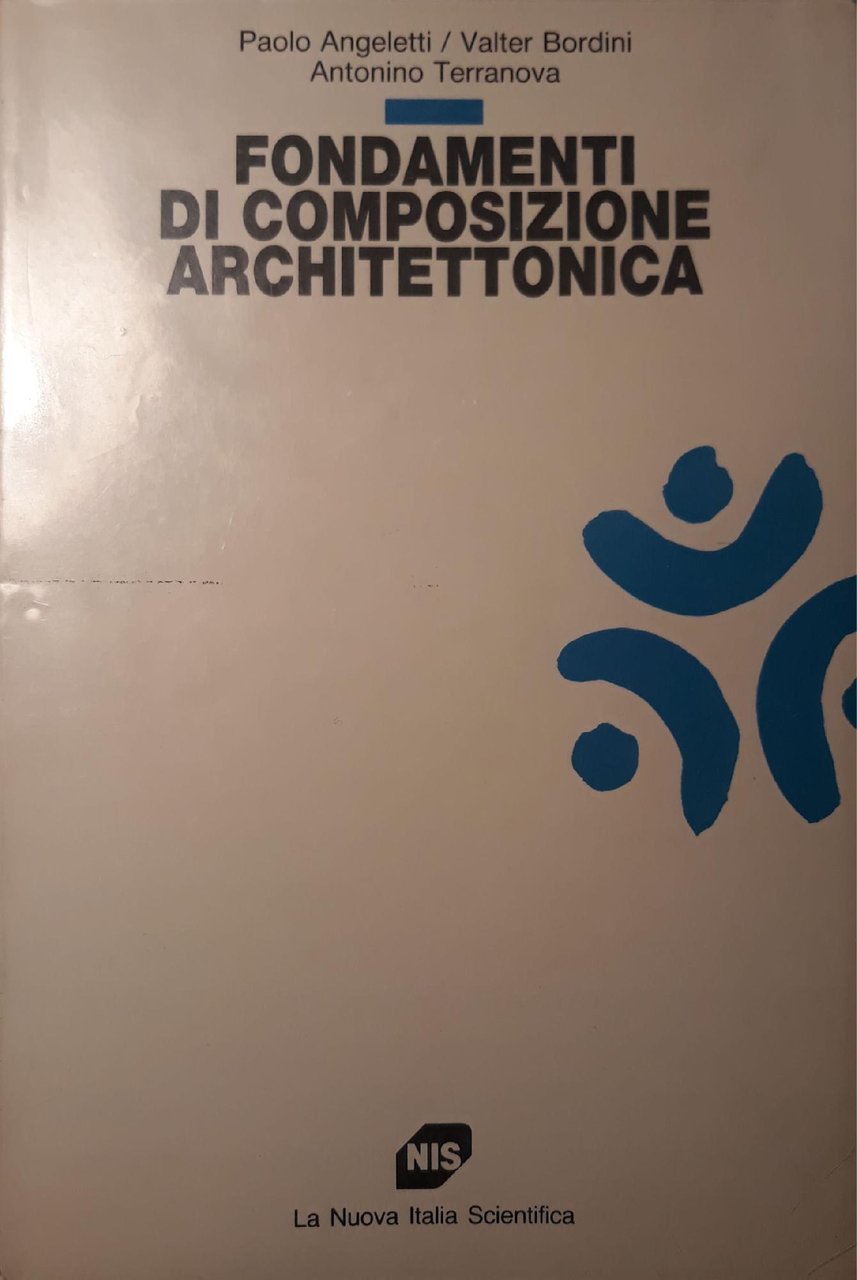 Paolo Angeletti / Valter Bordini
Antonino Terranova
FONDAMENTI
DI COMPOSIZIONE
ARCHITETTONICA
NIS
La Nuova Italia Scientifica